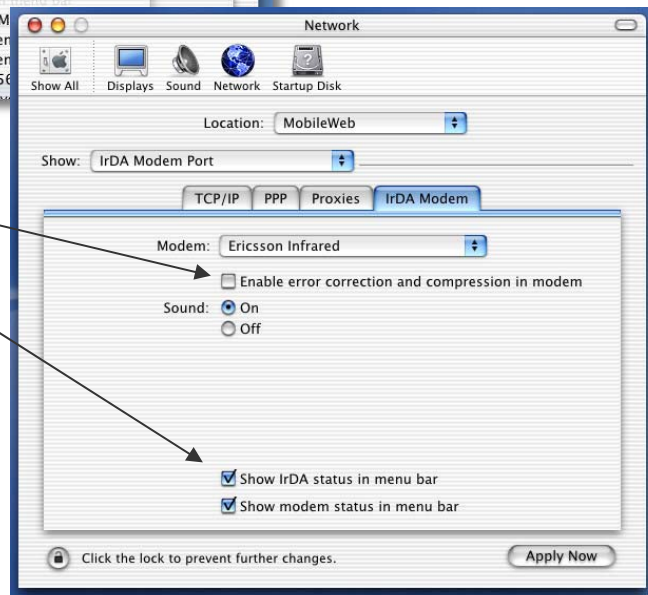 Network
Show All Displays Sound Network Startup Disk
Location: MobileWeb
Show: IrDA Modem Port
TCP/IP PPP Proxies IrDA Modem
Modem: Ericsson Infrared
Enable error correction and compression in modem
Sound: On
Off
Show IrDA status in menu bar
Show modem status in menu bar
Click the lock to prevent further changes.
Apply Now